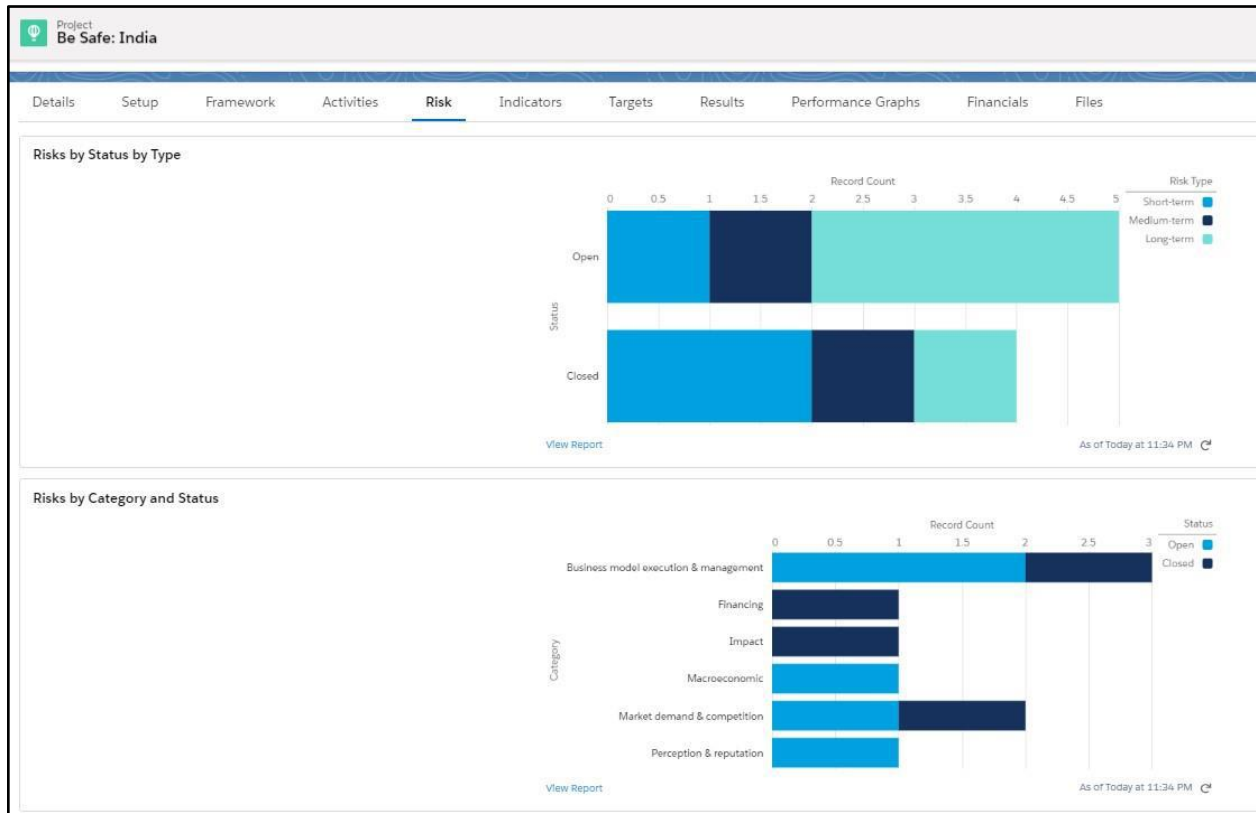 Project
Be Safe: India
Details Setup Framework Activities Risk Indicators Targets Results Performance Graphs Financials Files
Risks by Status by Type
Record Count
0 0.5 1 1.5 2 2.5 3 3.5 4 4.5 5
Risk Type
Short-term
Medium-term
Long-term
Status
Open
Closed
View Report
As of Today at 11:34 PM
Risks by Category and Status
Record Count
0 0.5 1 1.5 2 2.5 3
Status
Open
Closed
Category
Business model execution & management
Financing
Impact
Macroeconomic
Market demand & competition
Perception & reputation
View Report
As of Today at 11:34 PM